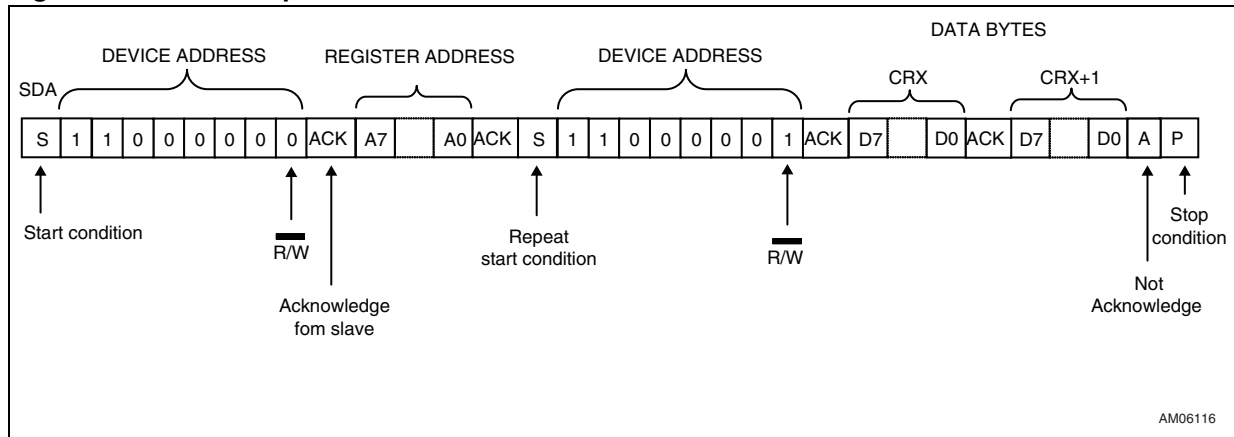 DATA BYTES
DEVICE ADDRESS REGISTER ADDRESS DEVICE ADDRESS
CRX CRX+1
SDA
S 1 1 0 0 0 0 0 0 ACK A7 A0 ACK S 1 1 0 0 0 0 0 1 ACK D7 D0 ACK D7 D0 A P
Start condition
R/W
Acknowledge
fom slave
Repeat
start condition
R/W
Not
Acknowledge
Stop
condition
AM06116